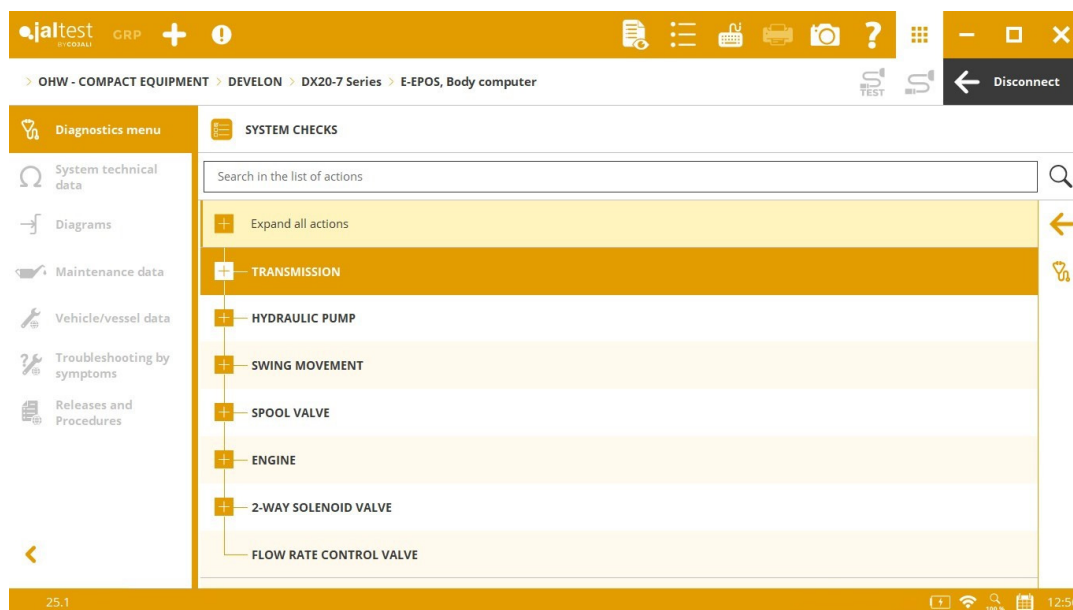 jaltest GRP
BY COJALI
OHW - COMPACT EQUIPMENT > DEVELON > DX20-7 Series > E-EPOS, Body computer
TEST
Disconnect
Diagnostics menu
SYSTEM CHECKS
System technical
data
Search in the list of actions
Diagrams
Expand all actions
Maintenance data
TRANSMISSION
Vehicle/vessel data
HYDRAULIC PUMP
Troubleshooting by
symptoms
SWING MOVEMENT
Releases and
Procedures
SPOOL VALVE
ENGINE
2-WAY SOLENOID VALVE
FLOW RATE CONTROL VALVE
25.1
100 %